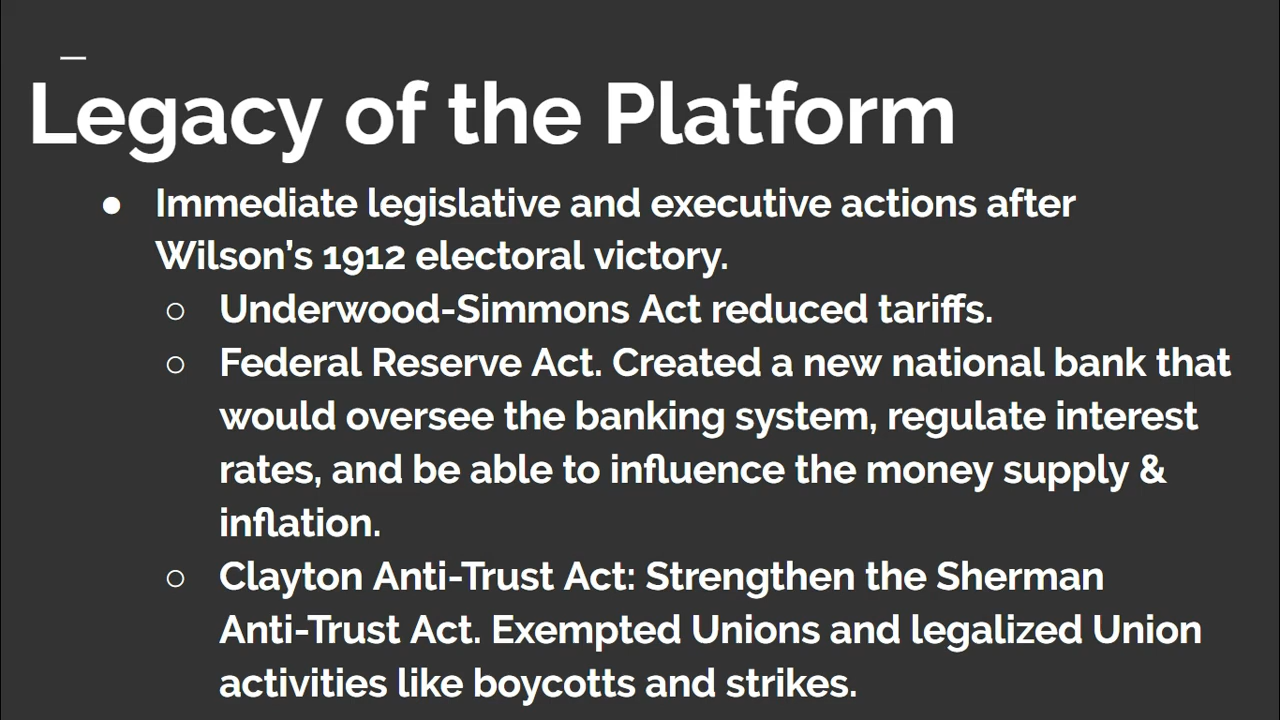 Legacy of the Platform
● Immediate legislative and executive actions after
Wilson’s 1912 electoral victory.
○ Underwood-Simmons Act reduced tariffs.
○ Federal Reserve Act. Created a new national bank that
would oversee the banking system, regulate interest
rates, and be able to influence the money supply &
inflation.
○ Clayton Anti-Trust Act: Strengthen the Sherman
Anti-Trust Act. Exempted Unions and legalized Union
activities like boycotts and strikes.